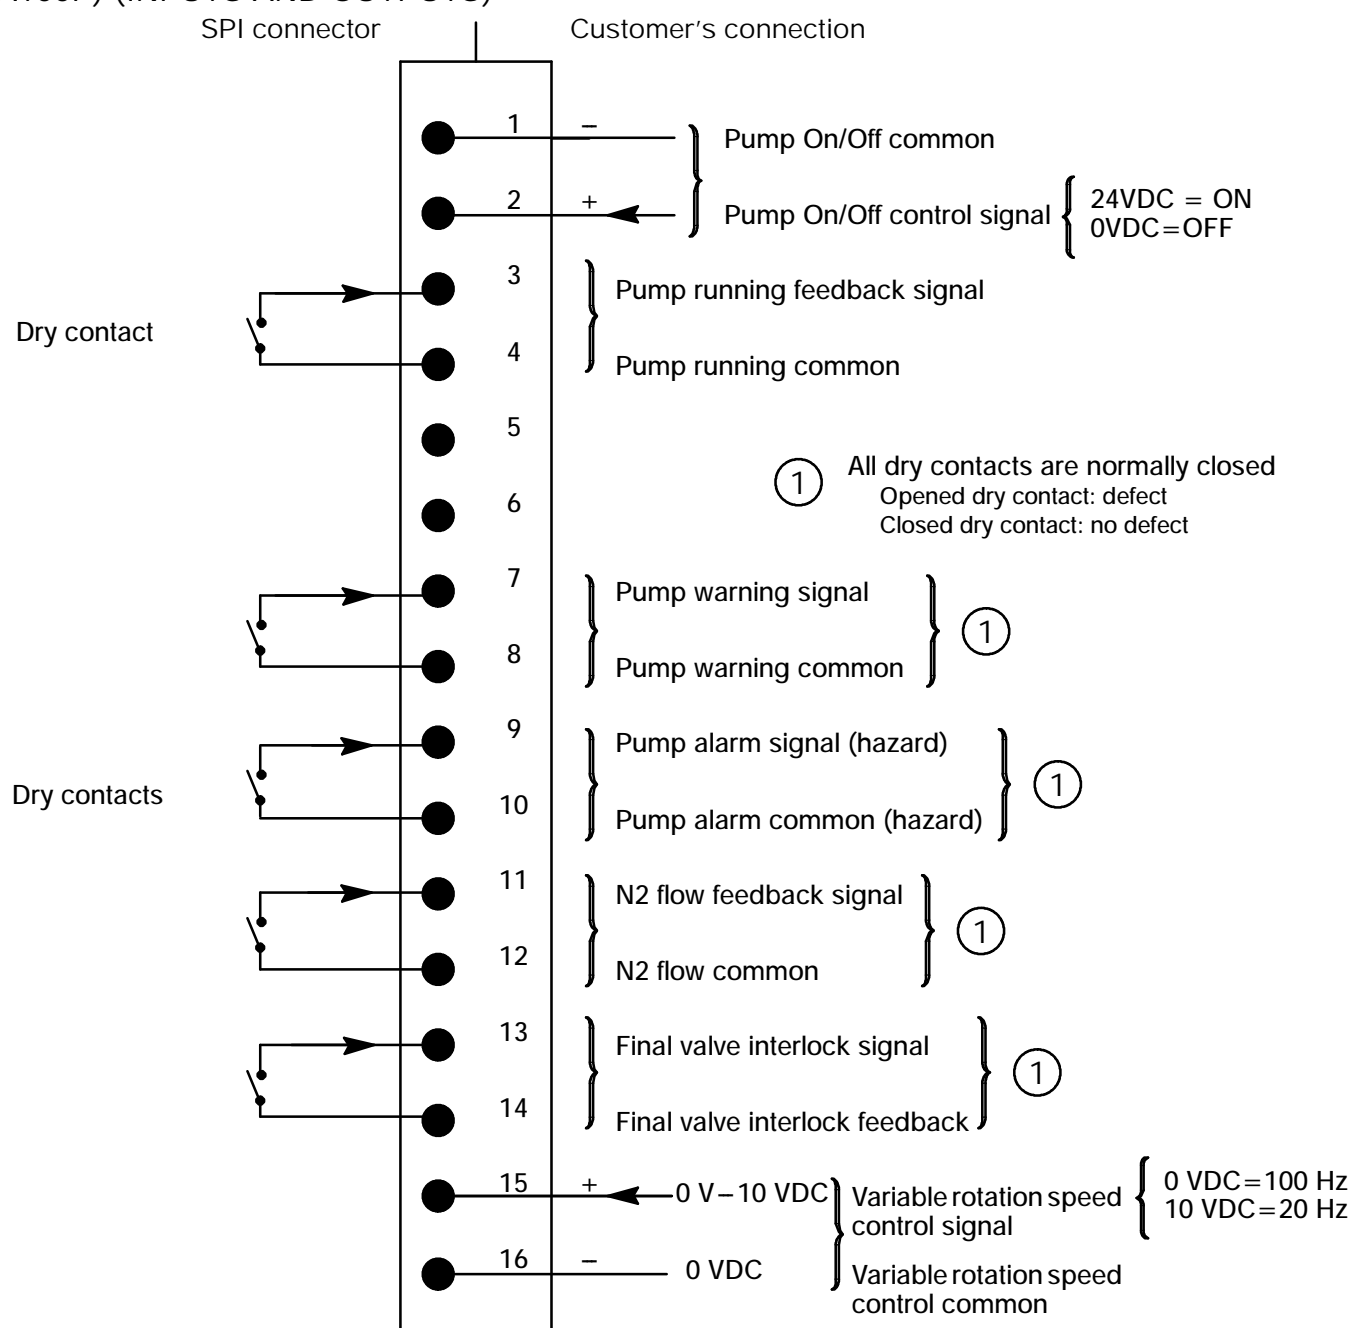 SPI connector
Customer's connection
1 − Pump On/Off common
2 + Pump On/Off control signal
24VDC = ON
0VDC=OFF
3 Pump running feedback signal
Dry contact
4 Pump running common
5
All dry contacts are normally closed
1
Opened dry contact: defect
6
Closed dry contact: no defect
7 Pump warning signal
1
8 Pump warning common
9 Pump alarm signal (hazard)
Dry contacts
1
10 Pump alarm common (hazard)
11 N2 flow feedback signal
1
12 N2 flow common
13 Final valve interlock signal
1
14 Final valve interlock feedback
15 + 0 V−10 VDC
Variable rotation speed
control signal
0 VDC=100 Hz
10 VDC=20 Hz
16 − 0 VDC
Variable rotation speed
control common